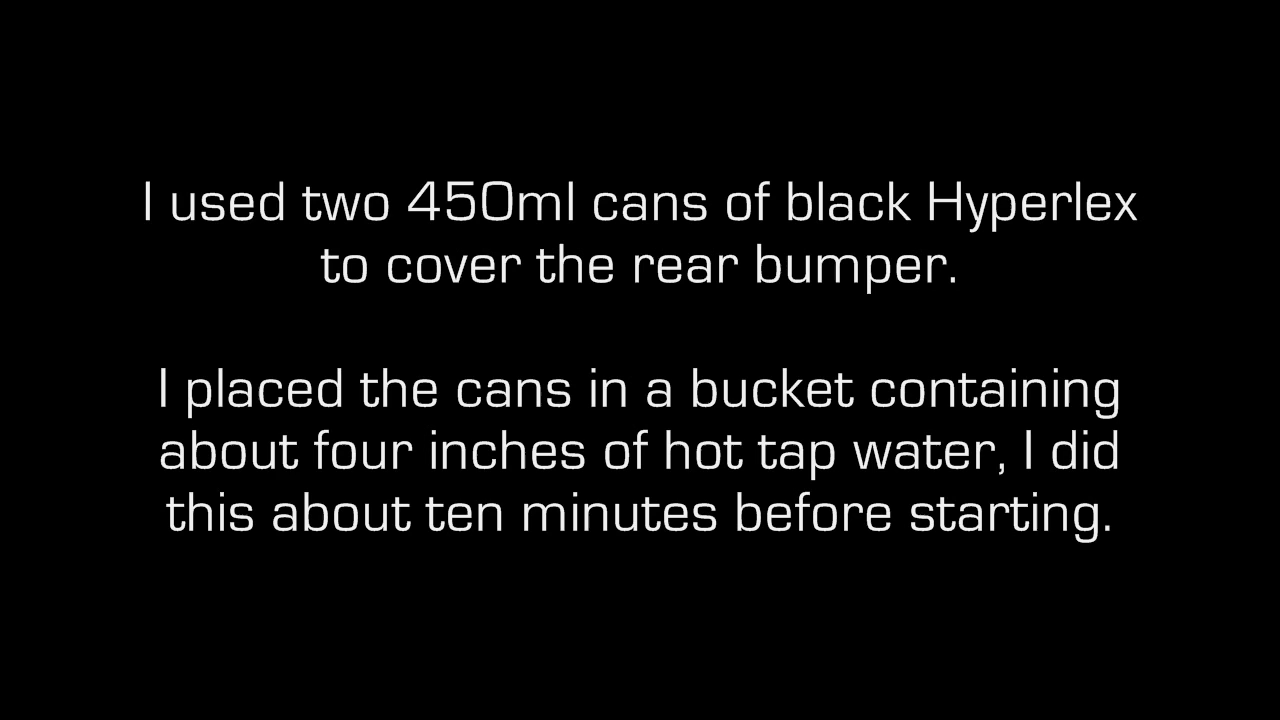 I used two 450ml cans of black Hyperlex
to cover the rear bumper.
I placed the cans in a bucket containing
about four inches of hot tap water, I did
this about ten minutes before starting.